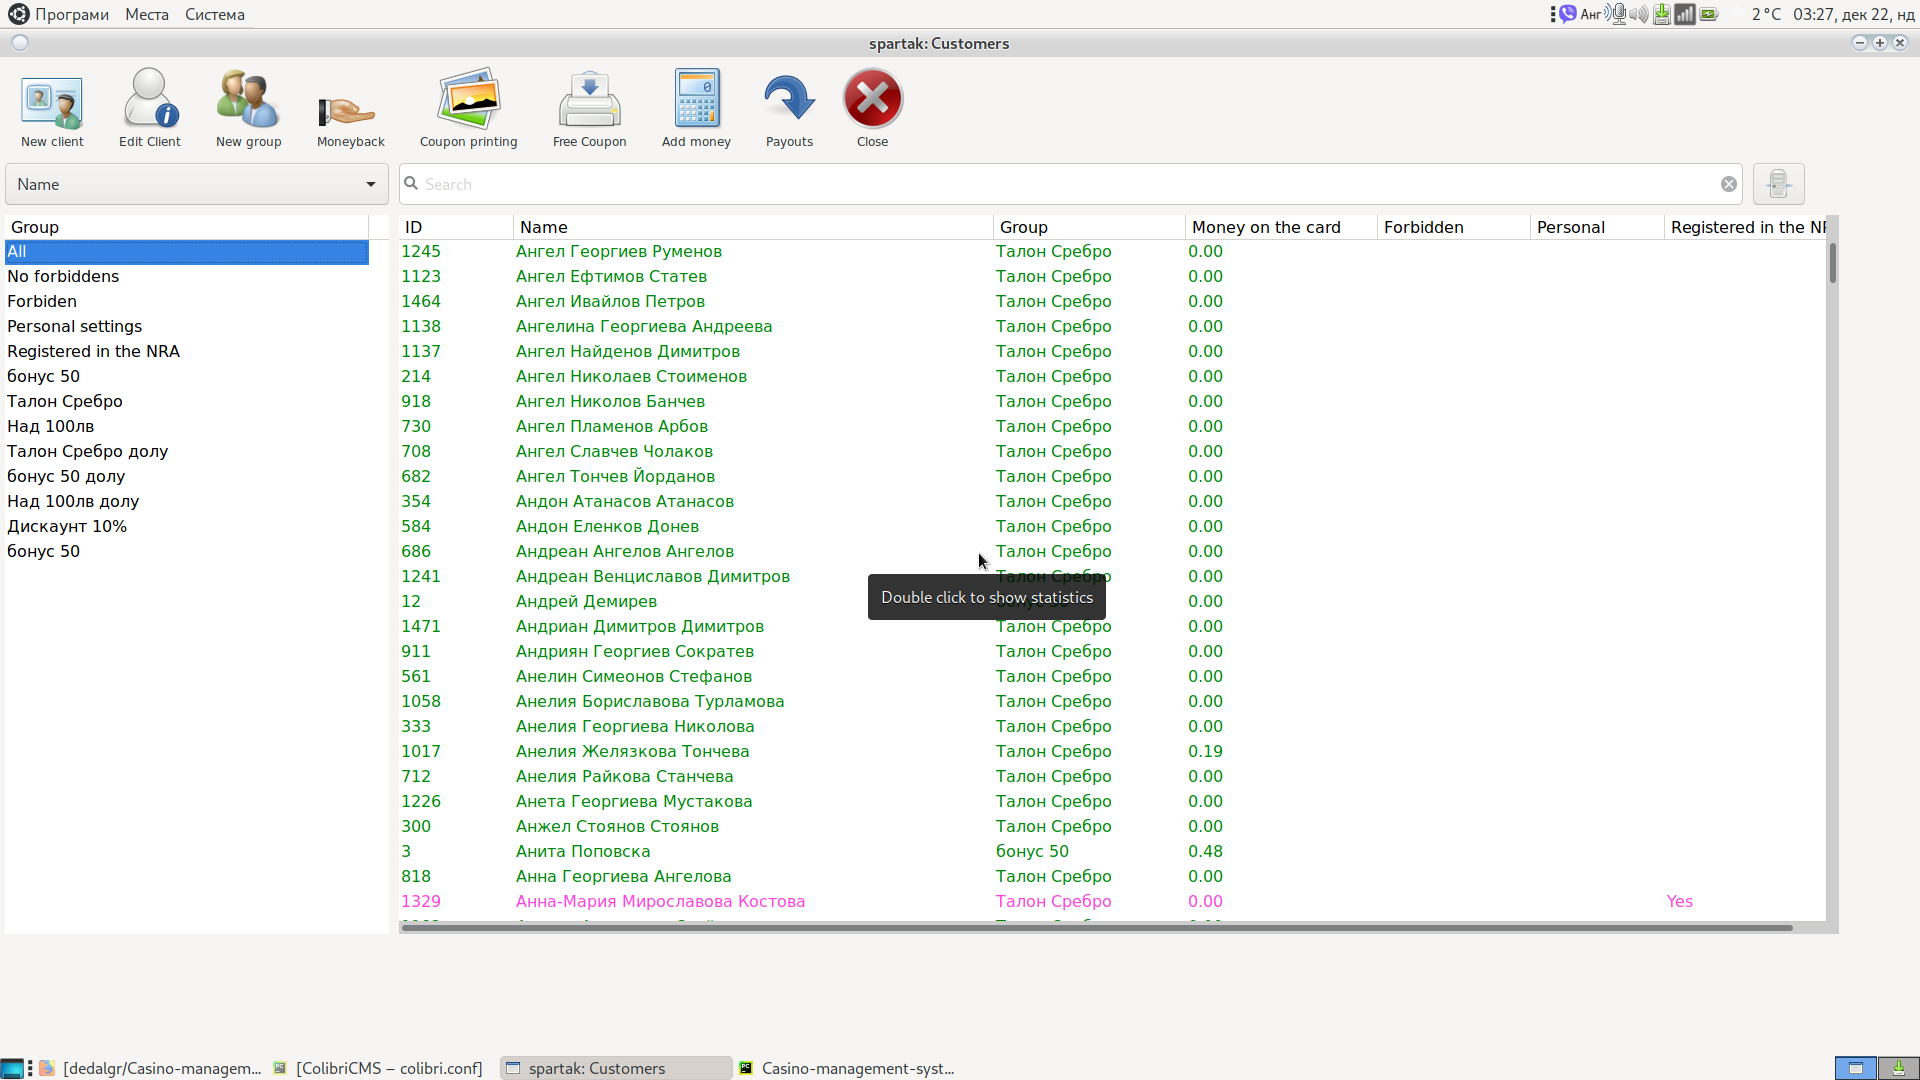 Програми Места Система Анг 2 °C 03:27, дек 22, нд
spartak: Customers
New client Edit Client New group Moneyback Coupon printing Free Coupon Add money Payouts Close
Name Search
Group ID Name Group Money on the card Forbidden Personal Registered in the NR
All 1245 Ангел Георгиев Руменов Талон Сребро 0.00
No forbiddens 1123 Ангел Ефтимов Статев Талон Сребро 0.00
Forbiden 1464 Ангел Ивайлов Петров Талон Сребро 0.00
Personal settings 1138 Ангелина Георгиева Андреева Талон Сребро 0.00
Registered in the NRA 1137 Ангел Найденов Димитров Талон Сребро 0.00
бонус 50 214 Ангел Николаев Стоименов Талон Сребро 0.00
Талон Сребро 918 Ангел Николов Банчев Талон Сребро 0.00
Над 100лв 730 Ангел Пламенов Арбов Талон Сребро 0.00
Талон Сребро долу 708 Ангел Славчев Чолаков Талон Сребро 0.00
бонус 50 долу 682 Ангел Тончев Йорданов Талон Сребро 0.00
Над 100лв долу 354 Андон Атанасов Атанасов Талон Сребро 0.00
Дискаунт 10% 584 Андон Еленков Донев Талон Сребро 0.00
бонус 50 686 Андреан Ангелов Ангелов Талон Сребро 0.00
1241 Андреан Венциславов Димитров Талон Сребро 0.00
12 Андрей Демирев 0.00
Double click to show statistics
1471 Андриан Димитров Димитров Талон Сребро 0.00
911 Андриян Георгиев Сократев Талон Сребро 0.00
561 Анелин Симеонов Стефанов Талон Сребро 0.00
1058 Анелия Бориславова Турламова Талон Сребро 0.00
333 Анелия Георгиева Николова Талон Сребро 0.00
1017 Анелия Желязкова Тончева Талон Сребро 0.19
712 Анелия Райкова Станчева Талон Сребро 0.00
1226 Анета Георгиева Мустакова Талон Сребро 0.00
300 Анжел Стоянов Стоянов Талон Сребро 0.00
3 Анита Поповска бонус 50 0.48
818 Анна Георгиева Ангелова Талон Сребро 0.00
1329 Анна-Мария Мирославова Костова Талон Сребро 0.00 Yes
[dedalgr/Casino-managem... [ColibriCMS – colibri.conf] spartak: Customers Casino-management-syst...